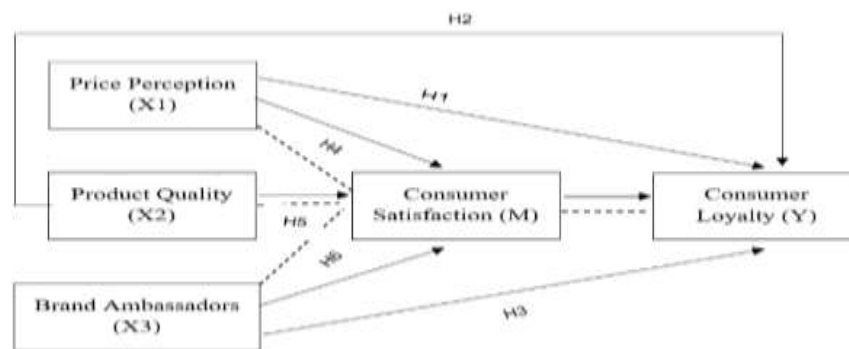 H2
Price Perception
(X1)
H1
H4
Product Quality
(X2)
Consumer
Satisfaction (M)
Consumer
Loyalty (Y)
H5
H6
Brand Ambassadors
(X3)
H3